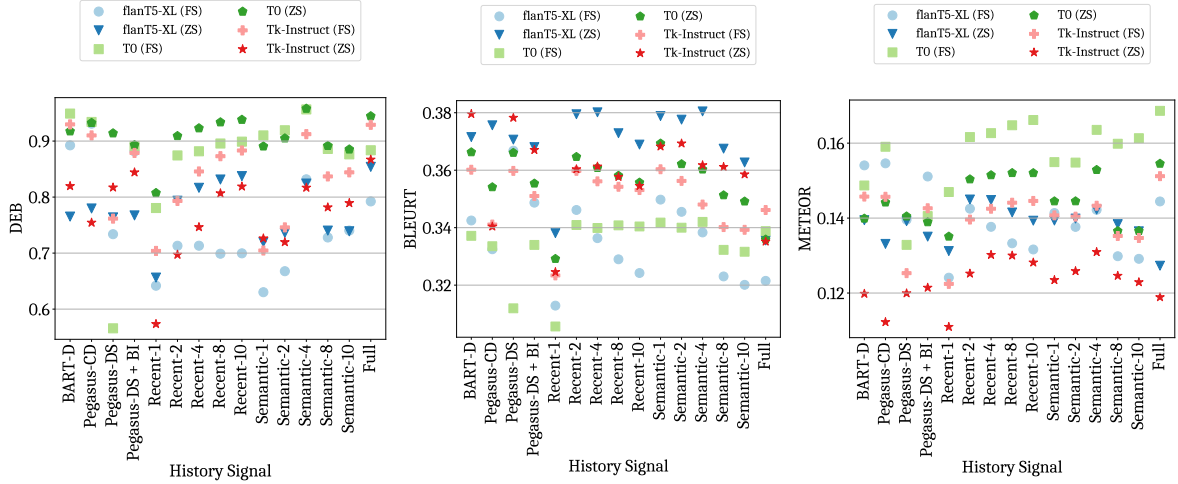 flanT5-XL (FS)
flanT5-XL (ZS)
T0 (FS)
T0 (ZS)
Tk-Instruct (FS)
Tk-Instruct (ZS)
DEB
0.9
0.8
0.7
0.6
BART-D
Pegasus-CD
Pegasus-DS
Pegasus-DS + BI
Recent-1
Recent-2
Recent-4
Recent-8
Recent-10
Semantic-1
Semantic-2
Semantic-4
Semantic-8
Semantic-10
Full
History Signal
flanT5-XL (FS)
flanT5-XL (ZS)
T0 (FS)
T0 (ZS)
Tk-Instruct (FS)
Tk-Instruct (ZS)
BLEURT
0.38
0.36
0.34
0.32
BART-D
Pegasus-CD
Pegasus-DS
Pegasus-DS + BI
Recent-1
Recent-2
Recent-4
Recent-8
Recent-10
Semantic-1
Semantic-2
Semantic-4
Semantic-8
Semantic-10
Full
History Signal
flanT5-XL (FS)
flanT5-XL (ZS)
T0 (FS)
T0 (ZS)
Tk-Instruct (FS)
Tk-Instruct (ZS)
METEOR
0.16
0.14
0.12
BART-D
Pegasus-CD
Pegasus-DS
Pegasus-DS + BI
Recent-1
Recent-2
Recent-4
Recent-8
Recent-10
Semantic-1
Semantic-2
Semantic-4
Semantic-8
Semantic-10
Full
History Signal